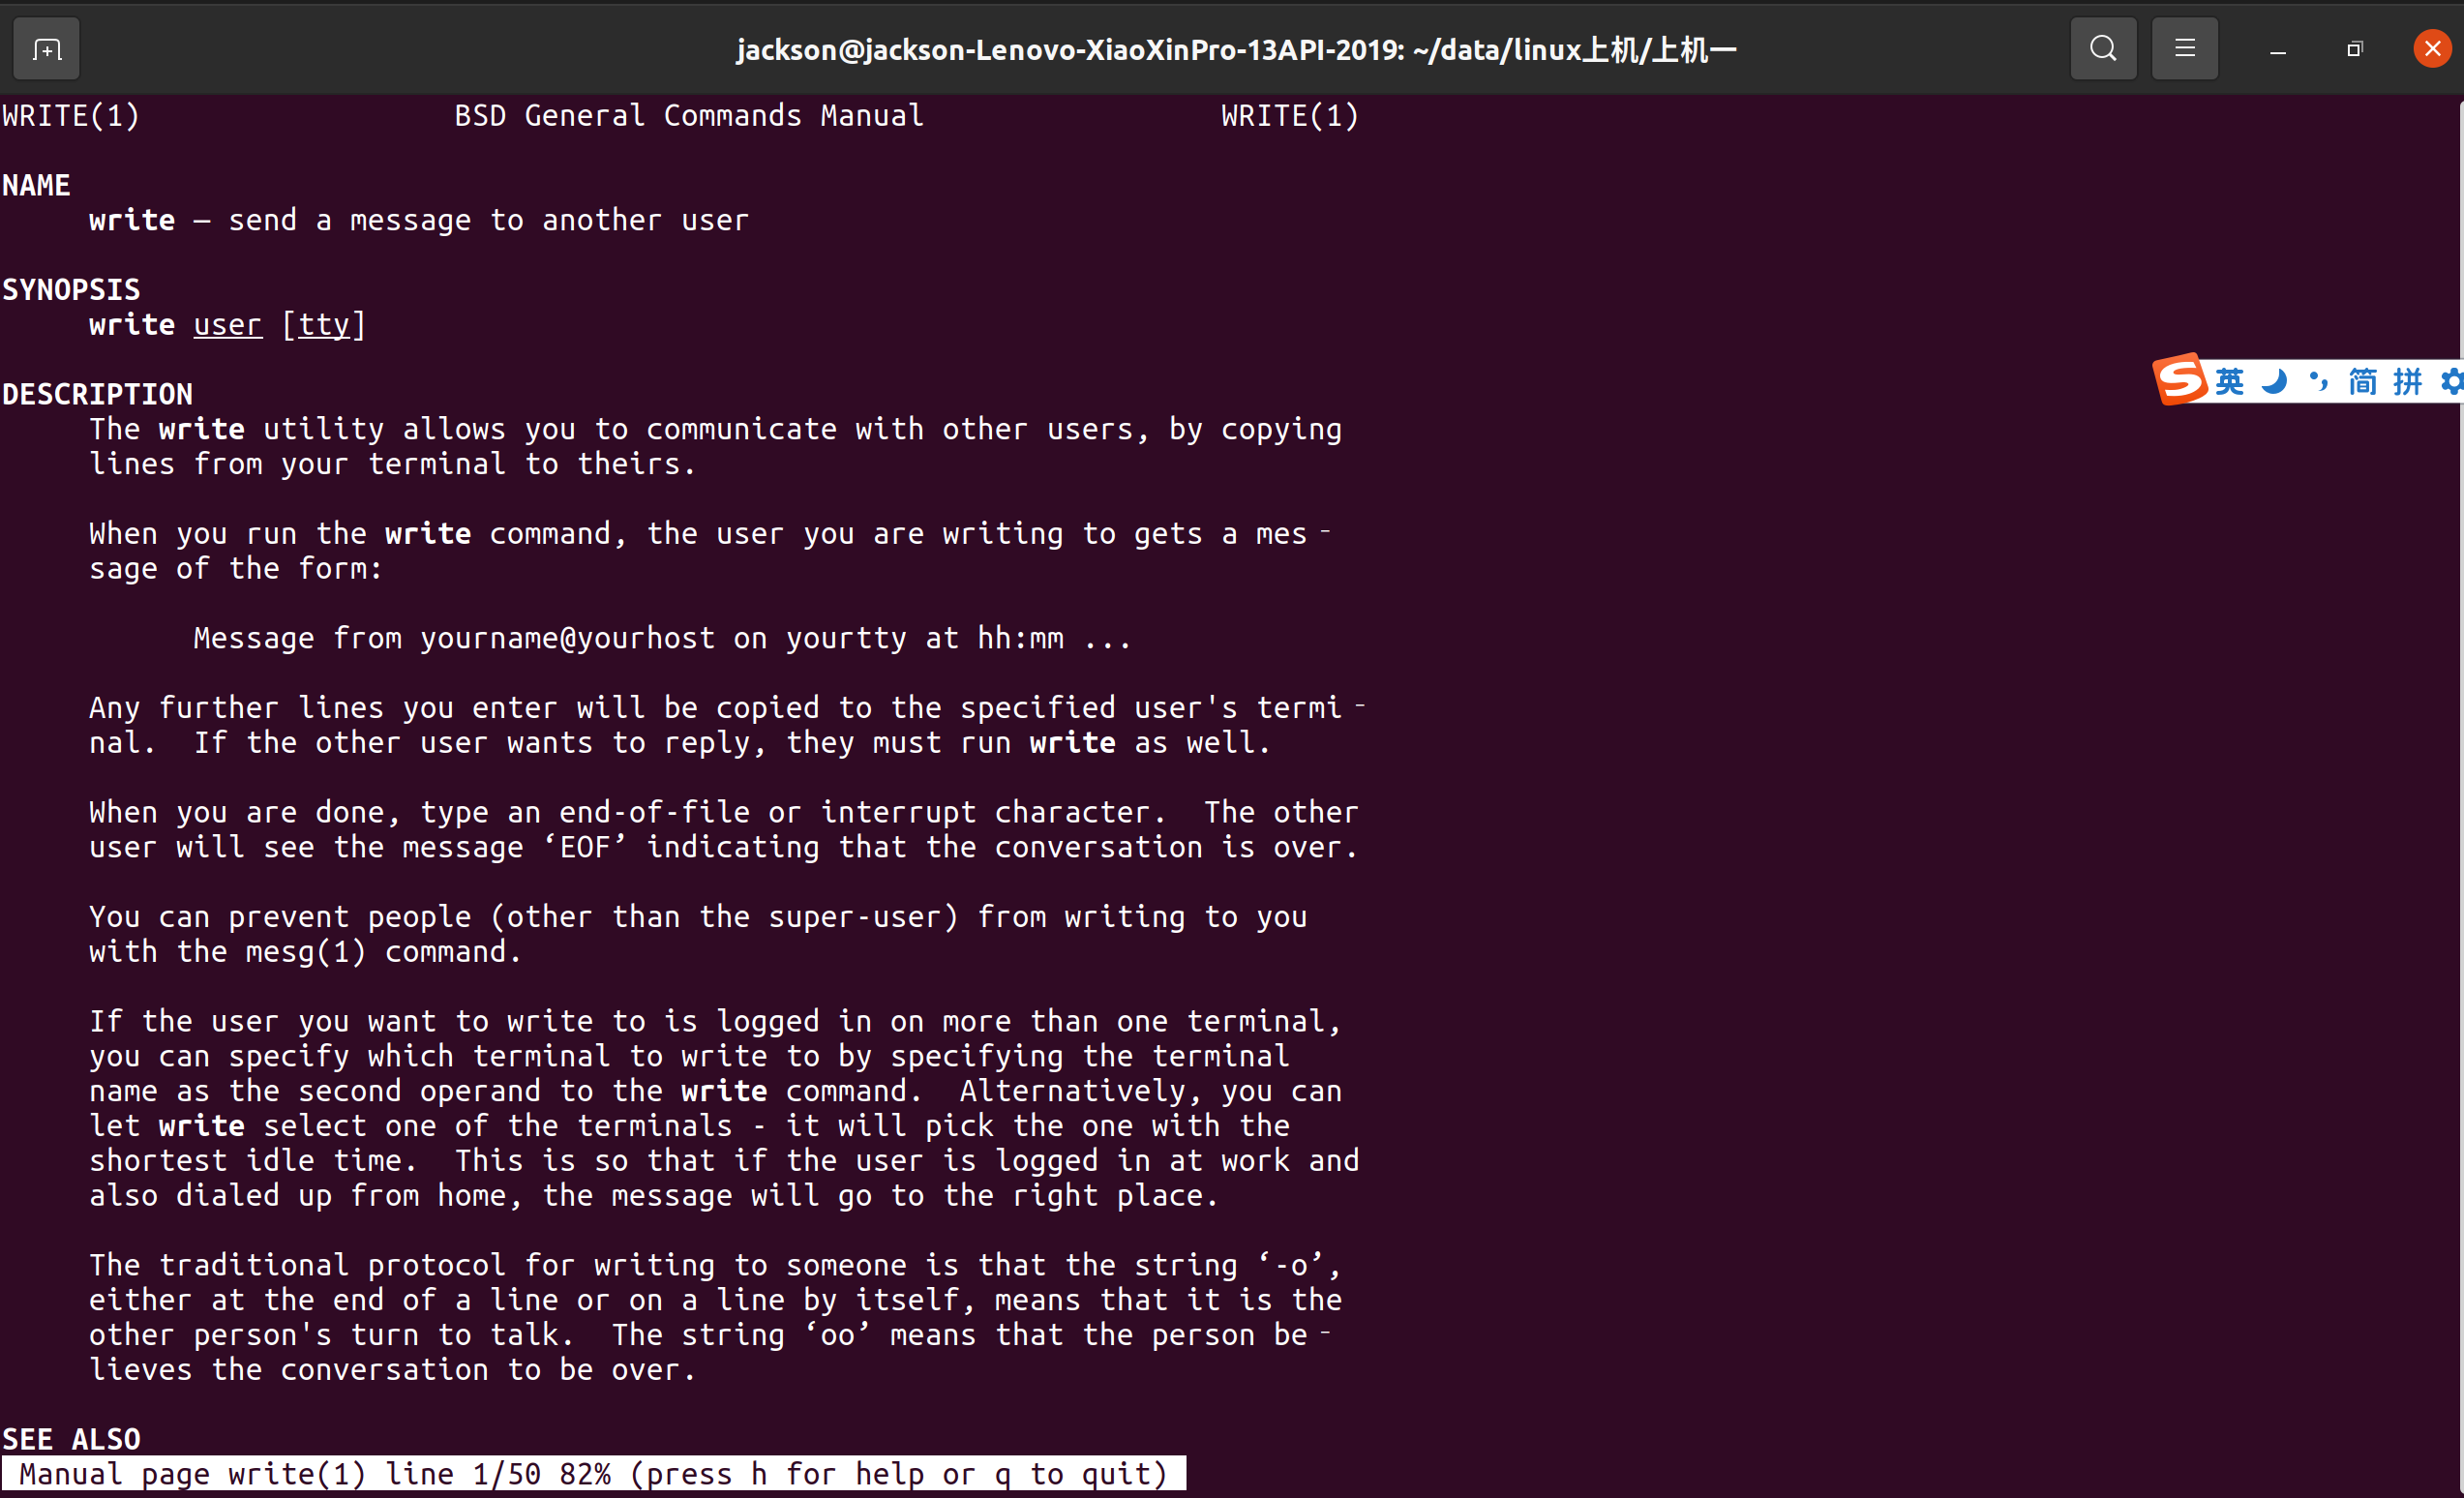 jackson@jackson-Lenovo-XiaoXinPro-13API-2019: ~/data/linux上机/上机一
WRITE(1) BSD General Commands Manual WRITE(1)
NAME
write — send a message to another user
SYNOPSIS
write user [tty]
DESCRIPTION
英 简 拼
The write utility allows you to communicate with other users, by copying
lines from your terminal to theirs.
When you run the write command, the user you are writing to gets a mes-
sage of the form:
Message from yourname@yourhost on yourtty at hh:mm ...
Any further lines you enter will be copied to the specified user's termi-
nal.  If the other user wants to reply, they must run write as well.
When you are done, type an end-of-file or interrupt character.  The other
user will see the message ‘EOF’ indicating that the conversation is over.
You can prevent people (other than the super-user) from writing to you
with the mesg(1) command.
If the user you want to write to is logged in on more than one terminal,
you can specify which terminal to write to by specifying the terminal
name as the second operand to the write command.  Alternatively, you can
let write select one of the terminals - it will pick the one with the
shortest idle time.  This is so that if the user is logged in at work and
also dialed up from home, the message will go to the right place.
The traditional protocol for writing to someone is that the string ‘-o’,
either at the end of a line or on a line by itself, means that it is the
other person's turn to talk.  The string ‘oo’ means that the person be-
lieves the conversation to be over.
SEE ALSO
Manual page write(1) line 1/50 82% (press h for help or q to quit)